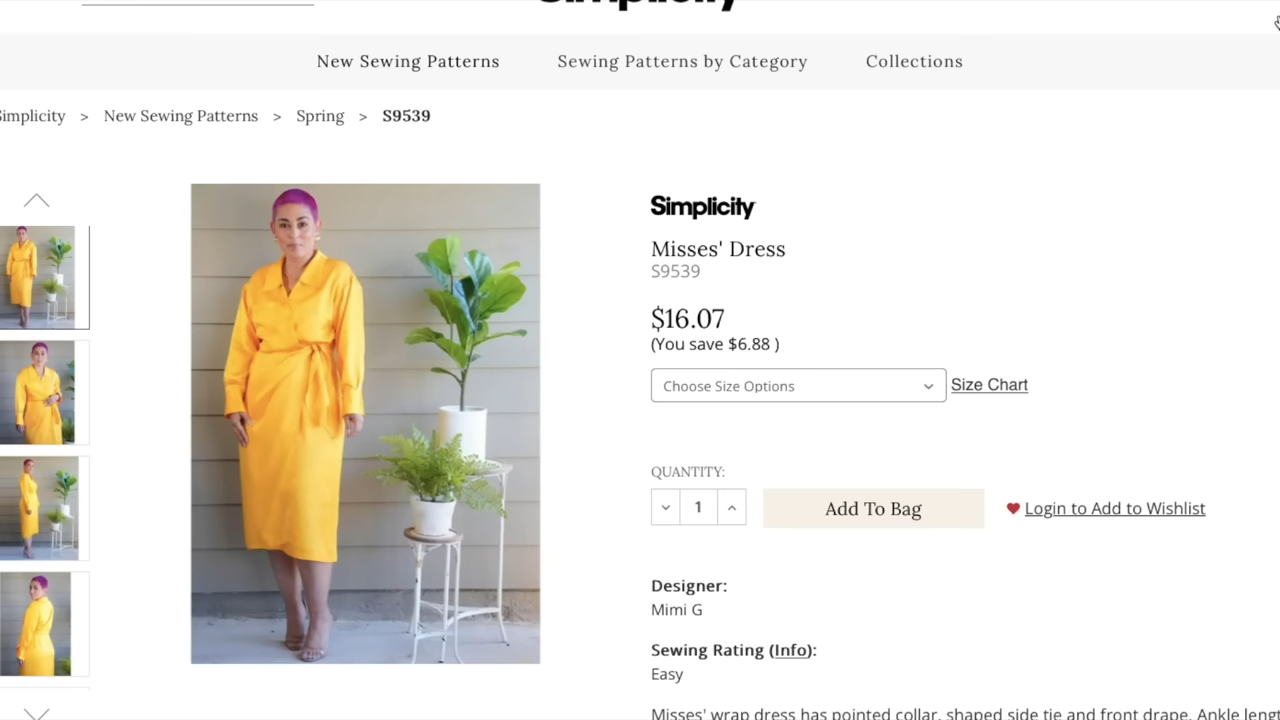 Simplicity
New Sewing Patterns
Sewing Patterns by Category
Collections
Simplicity > New Sewing Patterns > Spring > S9539
Simplicity
Misses' Dress
S9539
$16.07
(You save $6.88 )
Choose Size Options
Size Chart
QUANTITY:
1
Add To Bag
Login to Add to Wishlist
Designer:
Mimi G
Sewing Rating (Info):
Easy
Misses' wrap dress has pointed collar, shaped side tie and front drape. Ankle